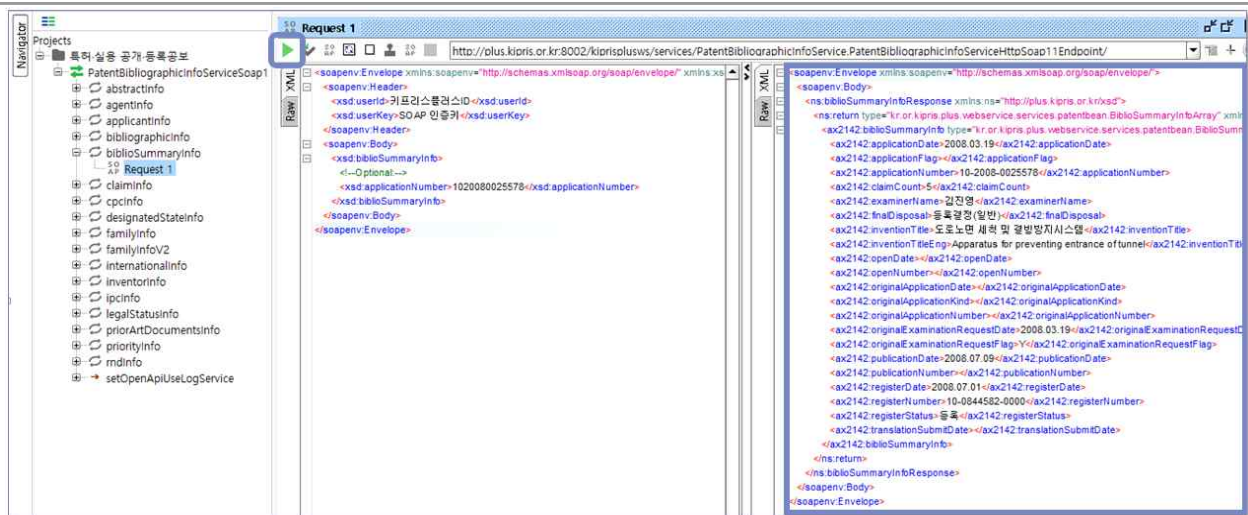 Navigator
Projects
특허·실용 공개·등록공보
PatentBibliographicInfoServiceSoap1
abstractInfo
agentInfo
applicantInfo
bibliographicInfo
biblioSummaryInfo
Request 1
claimInfo
cpcInfo
designatedStateInfo
familyInfo
familyInfoV2
internationalInfo
inventorInfo
ipcInfo
legalStatusInfo
priorArtDocumentsInfo
priorityInfo
rndInfo
setOpenApiUseLogService
Request 1
http://plus.kipris.or.kr:8002/kiprisplusws/services/PatentBibliographicInfoService.PatentBibliographicInfoServiceHttpSoap11Endpoint/
XML
Raw
<soapenv:Envelope xmlns:soapenv="http://schemas.xmlsoap.org/soap/envelope/" xmlns:xs
<soapenv:Header>
<xsd:userId>키프리스플러스ID</xsd:userId>
<xsd:userKey>SOAP 인증키</xsd:userKey>
</soapenv:Header>
<soapenv:Body>
<xsd:biblioSummaryInfo>
<!--Optional:-->
<xsd:applicationNumber>1020080025578</xsd:applicationNumber>
</xsd:biblioSummaryInfo>
</soapenv:Body>
</soapenv:Envelope>
XML
Raw
<soapenv:Envelope xmlns:soapenv="http://schemas.xmlsoap.org/soap/envelope/">
<soapenv:Body>
<ns:biblioSummaryInfoResponse xmlns:ns="http://plus.kipris.or.kr/xsd">
<ns:return type="kr.or.kipris.plus.webservice.services.patentbean.BiblioSummaryInfoArray" xml
<ax2142:biblioSummaryInfo type="kr.or.kipris.plus.webservice.services.patentbean.BiblioSumm
<ax2142:applicationDate>2008.03.19</ax2142:applicationDate>
<ax2142:applicationFlag></ax2142:applicationFlag>
<ax2142:applicationNumber>10-2008-0025578</ax2142:applicationNumber>
<ax2142:claimCount>5</ax2142:claimCount>
<ax2142:examinerName>김진영</ax2142:examinerName>
<ax2142:finalDisposal>등록결정(일반)</ax2142:finalDisposal>
<ax2142:inventionTitle>도로노면 세척 및 결빙방지시스템</ax2142:inventionTitle>
<ax2142:inventionTitleEng>Apparatus for preventing entrance of tunnel</ax2142:inventionTitl
<ax2142:openDate></ax2142:openDate>
<ax2142:openNumber></ax2142:openNumber>
<ax2142:originalApplicationDate></ax2142:originalApplicationDate>
<ax2142:originalApplicationKind></ax2142:originalApplicationKind>
<ax2142:originalApplicationNumber></ax2142:originalApplicationNumber>
<ax2142:originalExaminationRequestDate>2008.03.19</ax2142:originalExaminationRequestD
<ax2142:originalExaminationRequestFlag>Y</ax2142:originalExaminationRequestFlag>
<ax2142:publicationDate>2008.07.09</ax2142:publicationDate>
<ax2142:publicationNumber></ax2142:publicationNumber>
<ax2142:registerDate>2008.07.01</ax2142:registerDate>
<ax2142:registerNumber>10-0844582-0000</ax2142:registerNumber>
<ax2142:registerStatus>등록</ax2142:registerStatus>
<ax2142:translationSubmitDate></ax2142:translationSubmitDate>
</ax2142:biblioSummaryInfo>
</ns:return>
</ns:biblioSummaryInfoResponse>
</soapenv:Body>
</soapenv:Envelope>